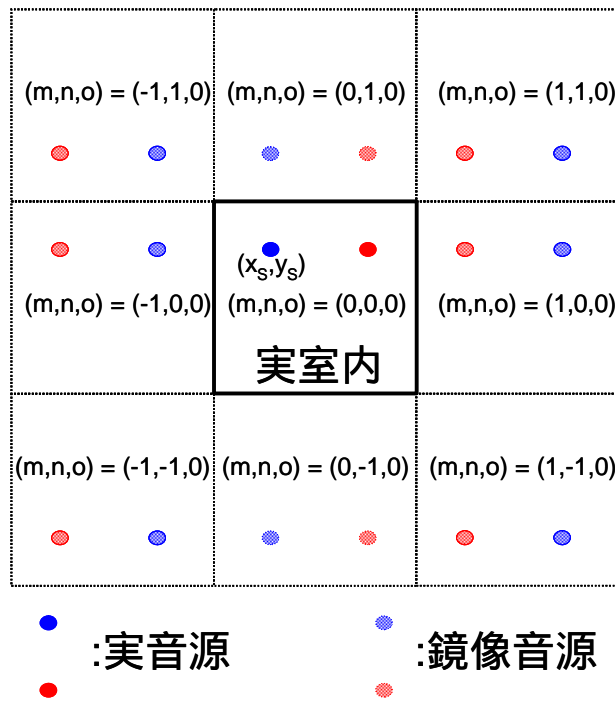 (m,n,o) = (-1,1,0) (m,n,o) = (0,1,0) (m,n,o) = (1,1,0)
(xs,ys)
(m,n,o) = (-1,0,0) (m,n,o) = (0,0,0) (m,n,o) = (1,0,0)
実室内
(m,n,o) = (-1,-1,0) (m,n,o) = (0,-1,0) (m,n,o) = (1,-1,0)
:実音源 :鏡像音源